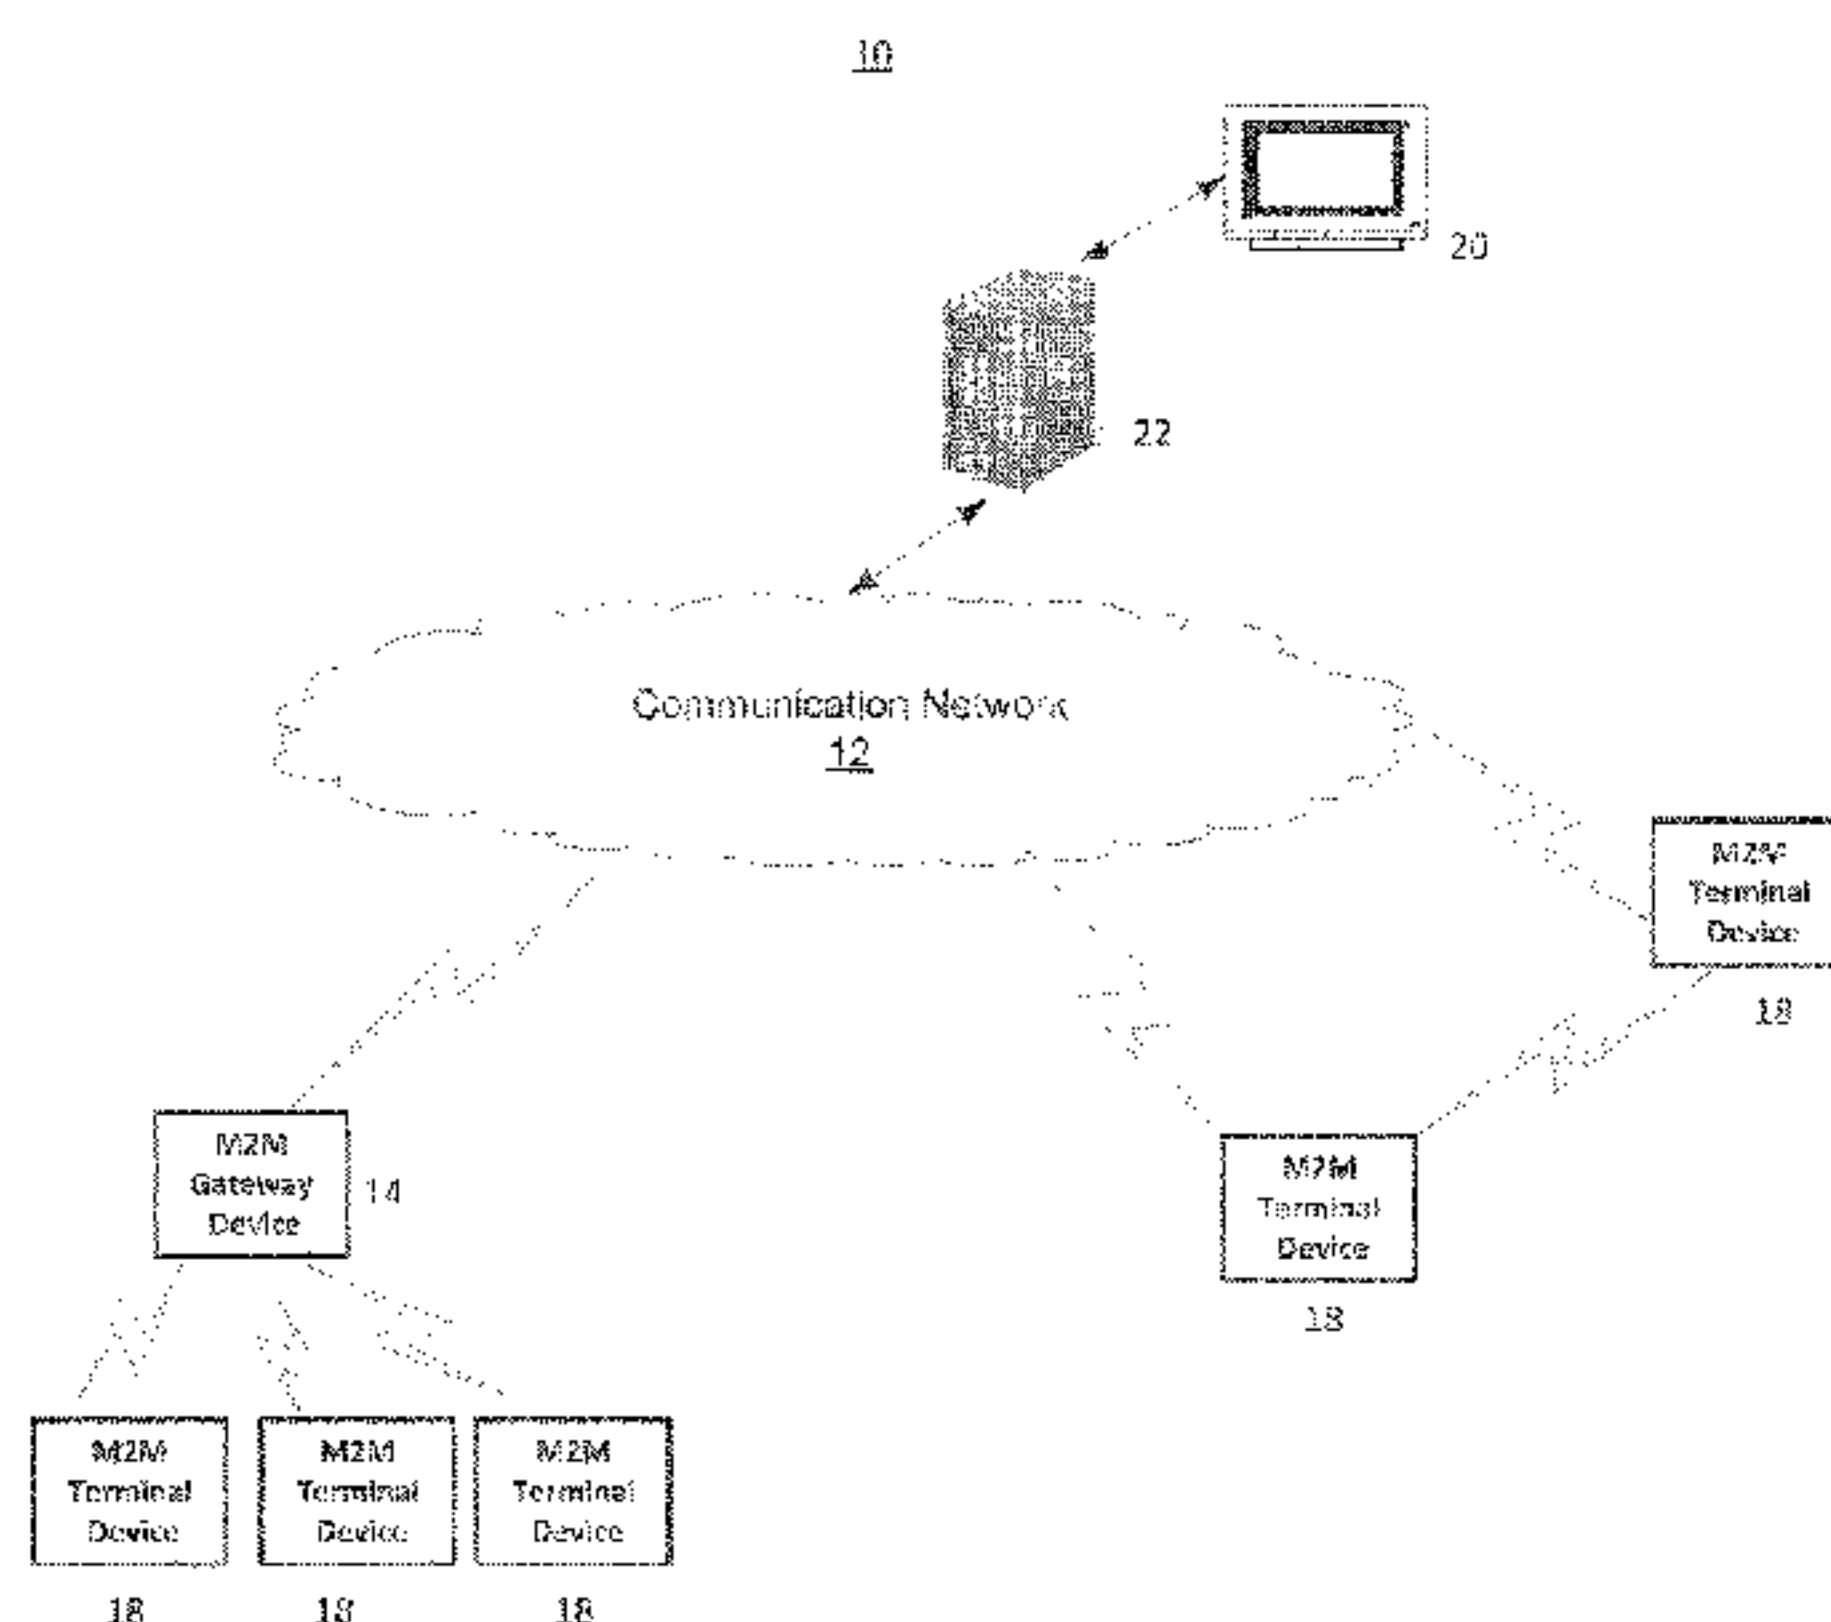 10
20
22
Communication Network
12
M2M
Terminal
Device
18
M2M
Gateway
Device
14
M2M
Terminal
Device
18
M2M
Terminal
Device
18
M2M
Terminal
Device
18
M2M
Terminal
Device
18